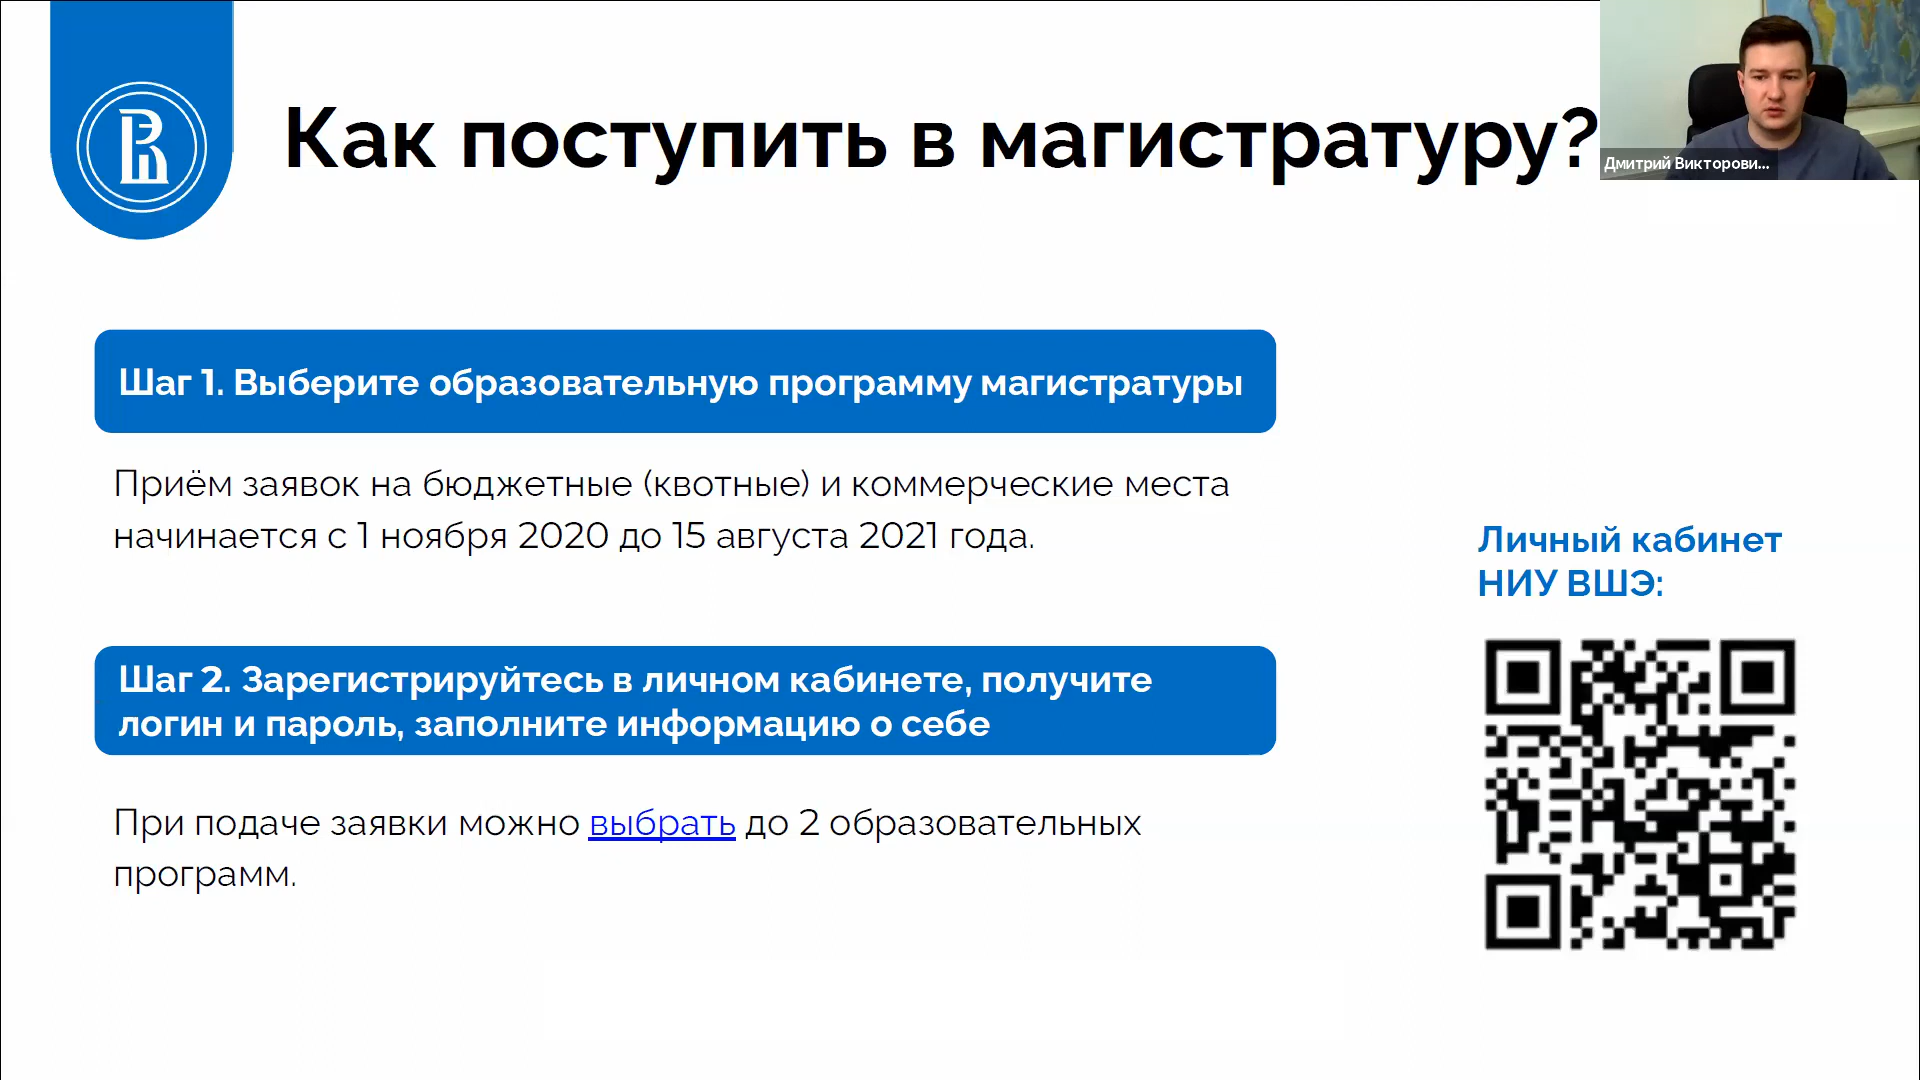 Как поступить в магистратуру?
Дмитрий Викторови...
Шаг 1. Выберите образовательную программу магистратуры
Приём заявок на бюджетные (квотные) и коммерческие места
начинается с 1 ноября 2020 до 15 августа 2021 года.
Шаг 2. Зарегистрируйтесь в личном кабинете, получите
логин и пароль, заполните информацию о себе
При подаче заявки можно выбрать до 2 образовательных
программ.
Личный кабинет
НИУ ВШЭ: